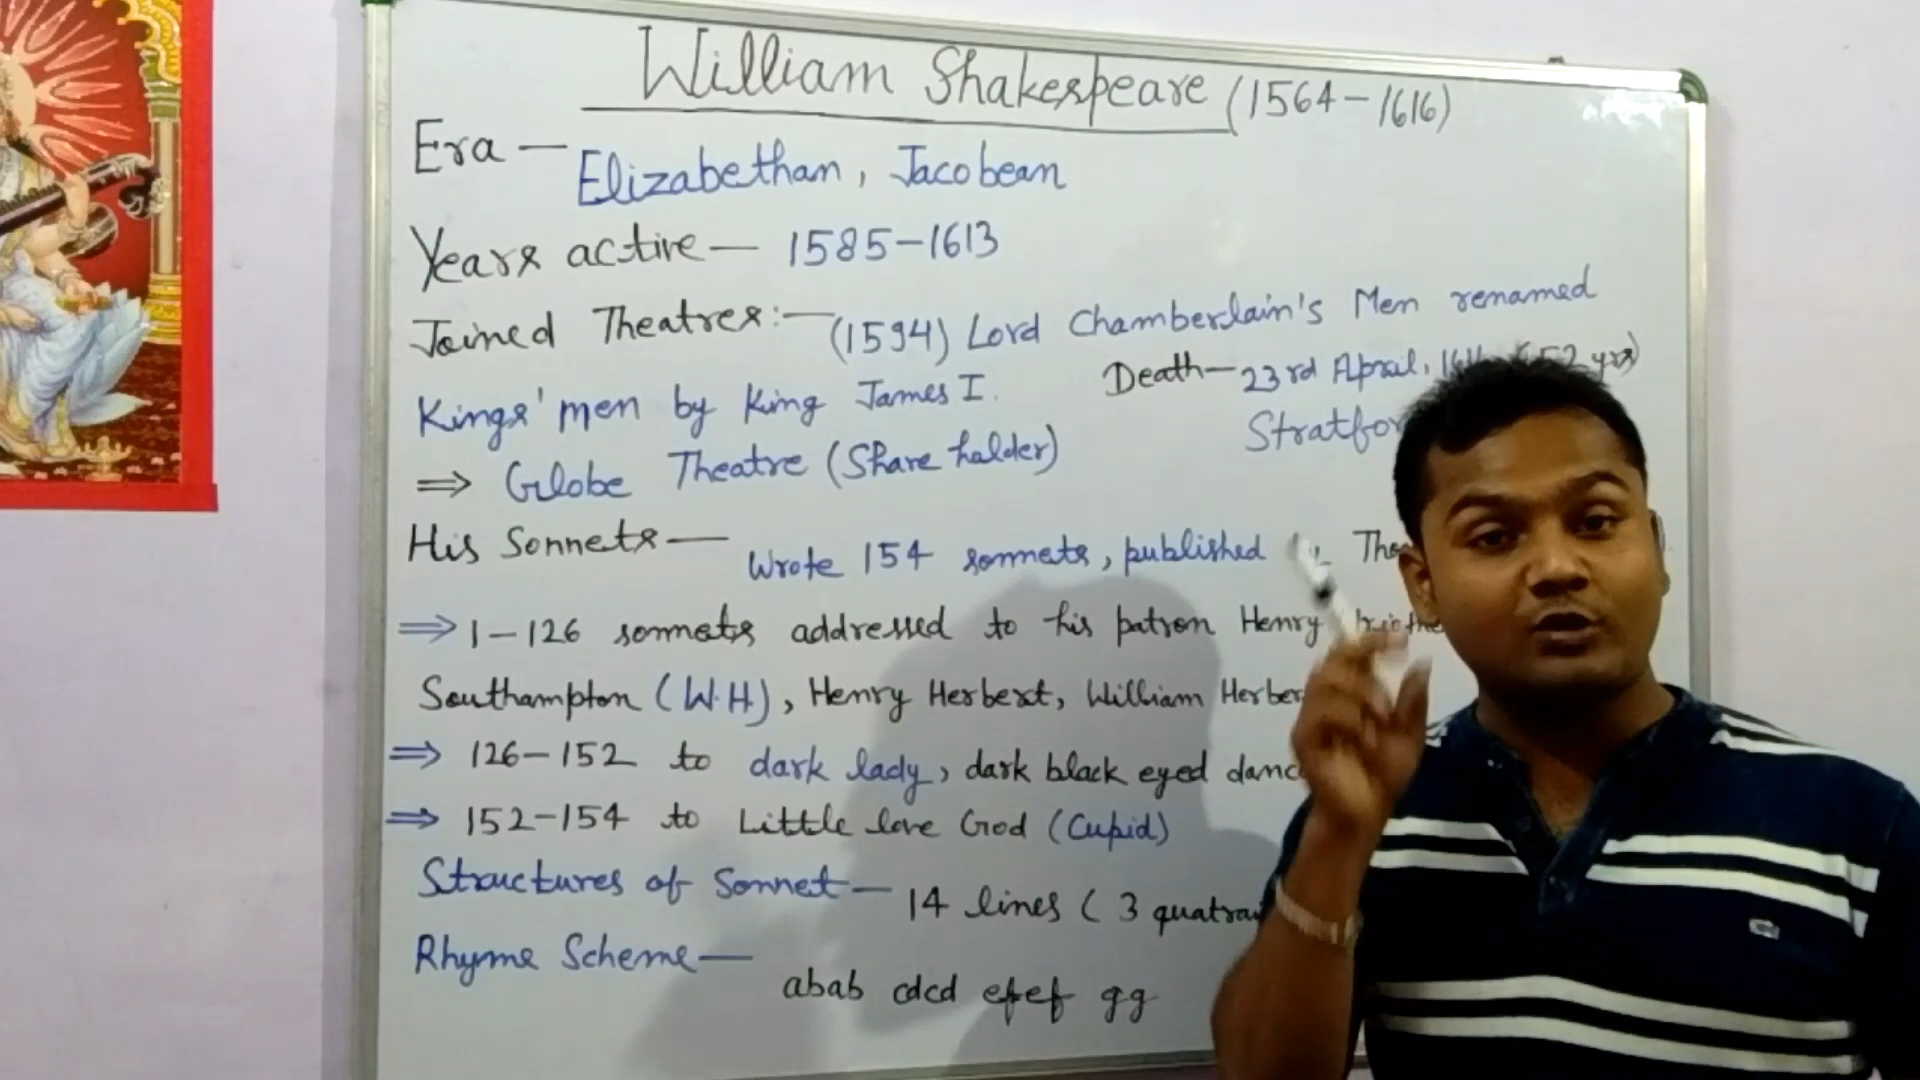 William Shakespeare (1564-1616)
Era - Elizabethan, Jacobean
Years active - 1585-1613
Joined Theatres:- (1594) Lord Chamberlain's Men renamed
Kings' men by King James I.
Death - 23rd April, 52 yrs)
⇒ Globe Theatre (Share halder)
His Sonnets - Wrote 154 sonnets, published
⇒ 1-126 sonnets addressed to his patron Henry
Southampton (W.H), Henry Herbert, William
⇒ 126-152 to dark lady, dark black eyed
⇒ 152-154 to Little love God (Cupid)
Structures of Sonnet - 14 lines ( 3
Rhyme Scheme - abab cdcd efef gg